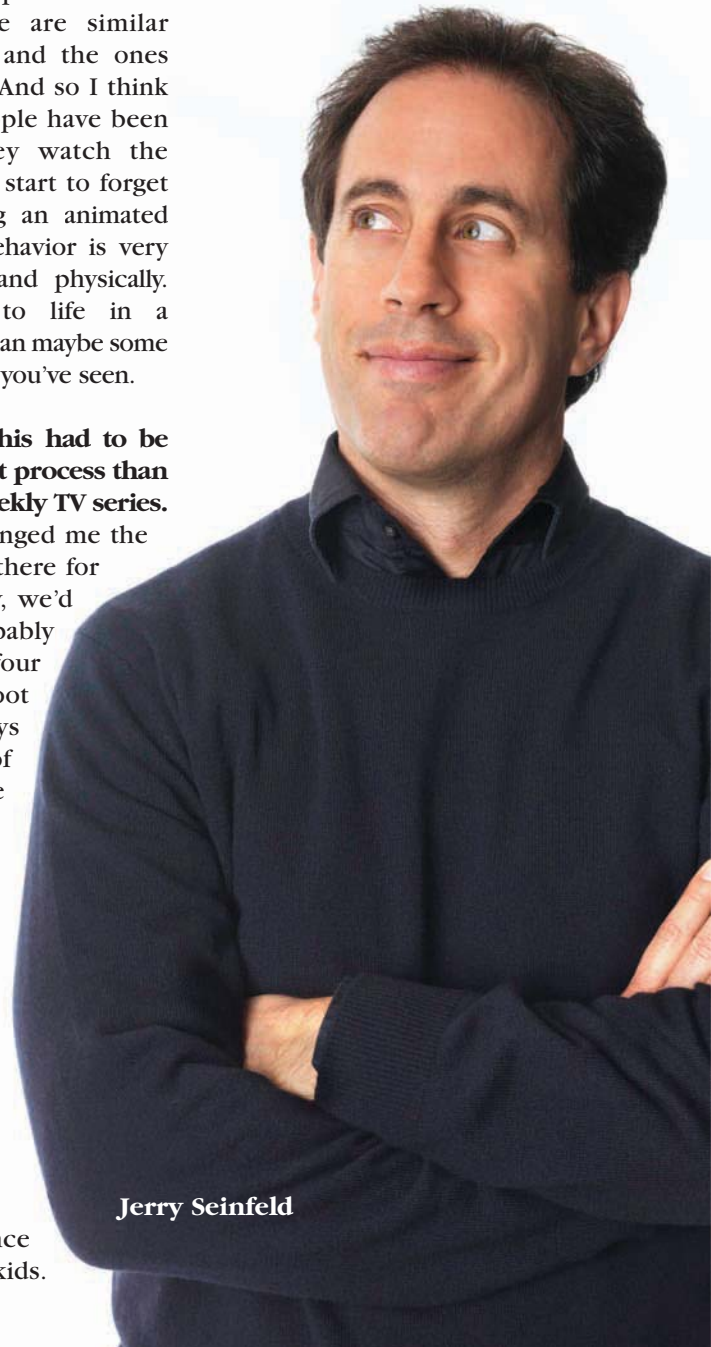 e are similar
and the ones
And so I think
ple have been
ey watch the
start to forget
g an animated
ehavior is very
and physically.
to life in a
an maybe some
you've seen.
his had to be
t process than
ekly TV series.
nged me the
there for
, we'd
bably
four
oot
ys
of
e
Jerry Seinfeld
nce
kids.